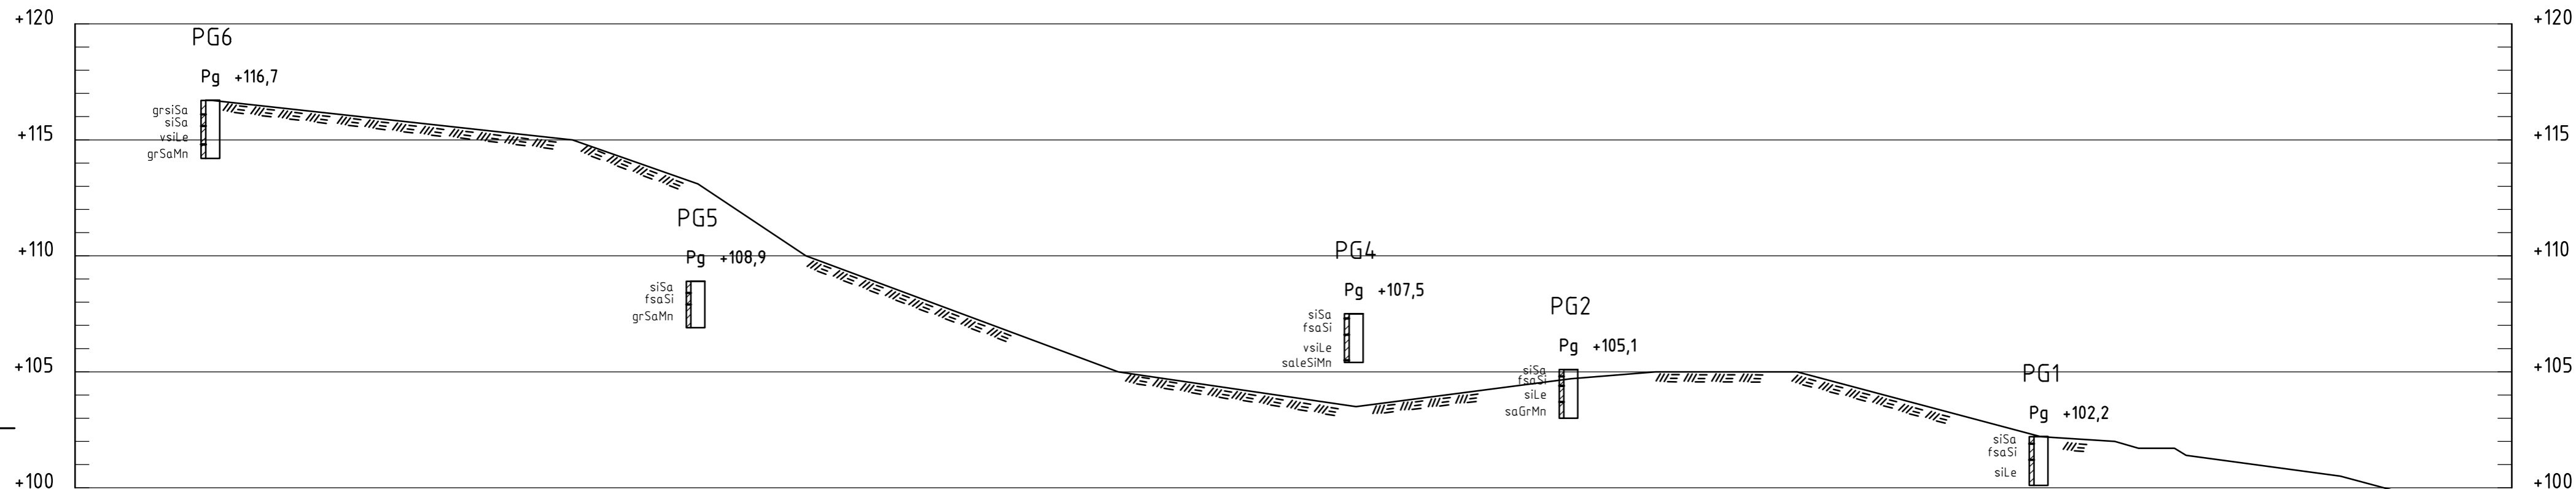 +120
+120
PG6
Pg +116,7
grsiSa
siSa
vsiLe
grSaMn
+115
+115
PG5
Pg +108,9
siSa
fsaSi
grSaMn
+110
+110
PG4
Pg +107,5
siSa
fsaSi
vsiLe
saleSiMn
PG2
Pg +105,1
siSa
fsaSi
siLe
saGrMn
+105
+105
PG1
Pg +102,2
siSa
fsaSi
siLe
+100
+100